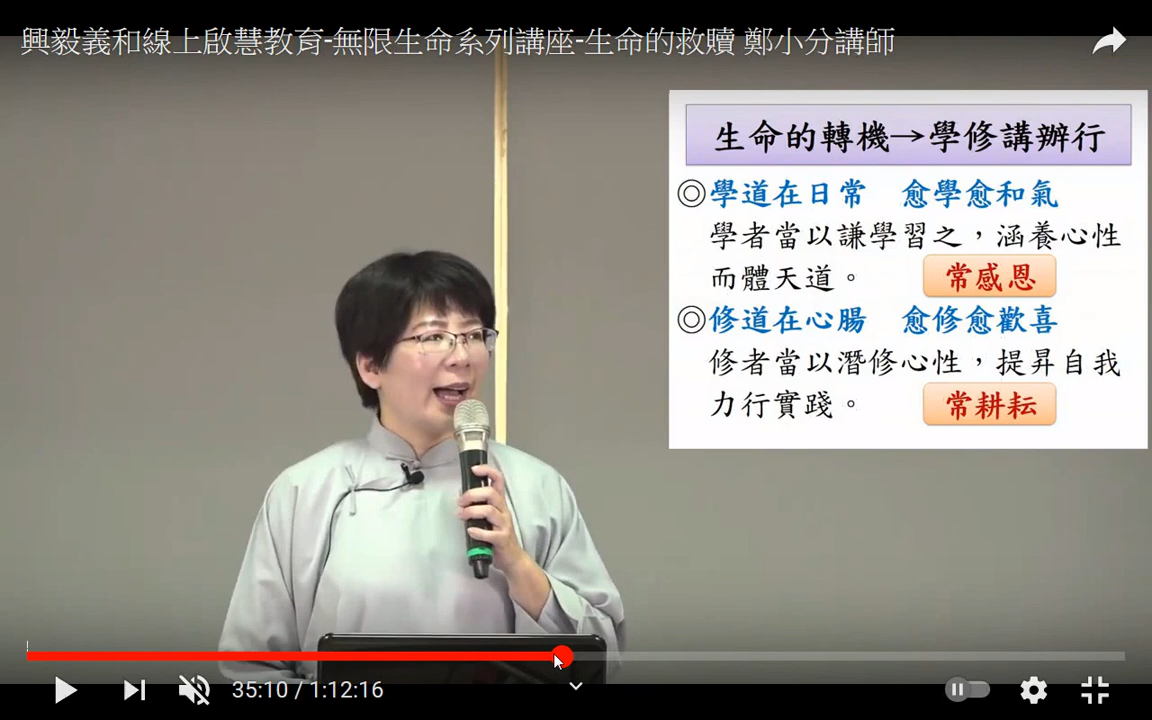 興毅義和線上啟慧教育-無限生命系列講座-生命的救贖 鄭小分講師
生命的轉機→學修講辦行
◎學道在日常 愈學愈和氣
學者當以謙學習之，涵養心性
而體天道。 常感恩
◎修道在心腸 愈修愈歡喜
修者當以潛修心性，提昇自我
力行實踐。 常耕耘
35:10 / 1:12:16